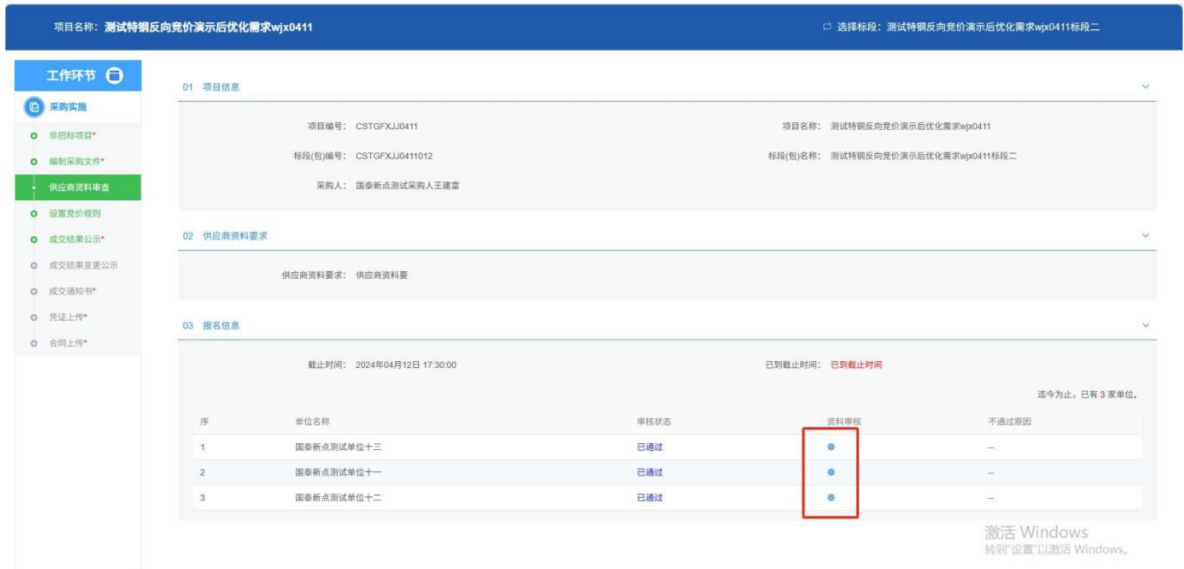 项目名称: 测试特钢反向竞价演示后优化需求wjx0411
选择标段: 测试特钢反向竞价演示后优化需求wjx0411标段二
工作环节
采购实施
非招标项目*
编制采购文件*
供应商资料审查
设置竞价规则
成交结果公示*
成交结果变更公示
成交通知书*
凭证上传*
合同上传*
01 项目信息
项目编号: CSTGFXJJ0411
项目名称: 测试特钢反向竞价演示后优化需求wjx0411
标段(包)编号: CSTGFXJJ0411012
标段(包)名称: 测试特钢反向竞价演示后优化需求wjx0411标段二
采购人: 国泰新点测试采购人王建富
02 供应商资料要求
供应商资料要求: 供应商资料要
03 报名信息
截止时间: 2024年04月12日 17:30:00
已到截止时间: 已到截止时间
迄今为止，已有 3 家单位。
序 单位名称 审核状态 资料审核 不通过原因
1 国泰新点测试单位十三 已通过 --
2 国泰新点测试单位十一 已通过 --
3 国泰新点测试单位十二 已通过 --
激活 Windows
转到"设置"以激活 Windows。